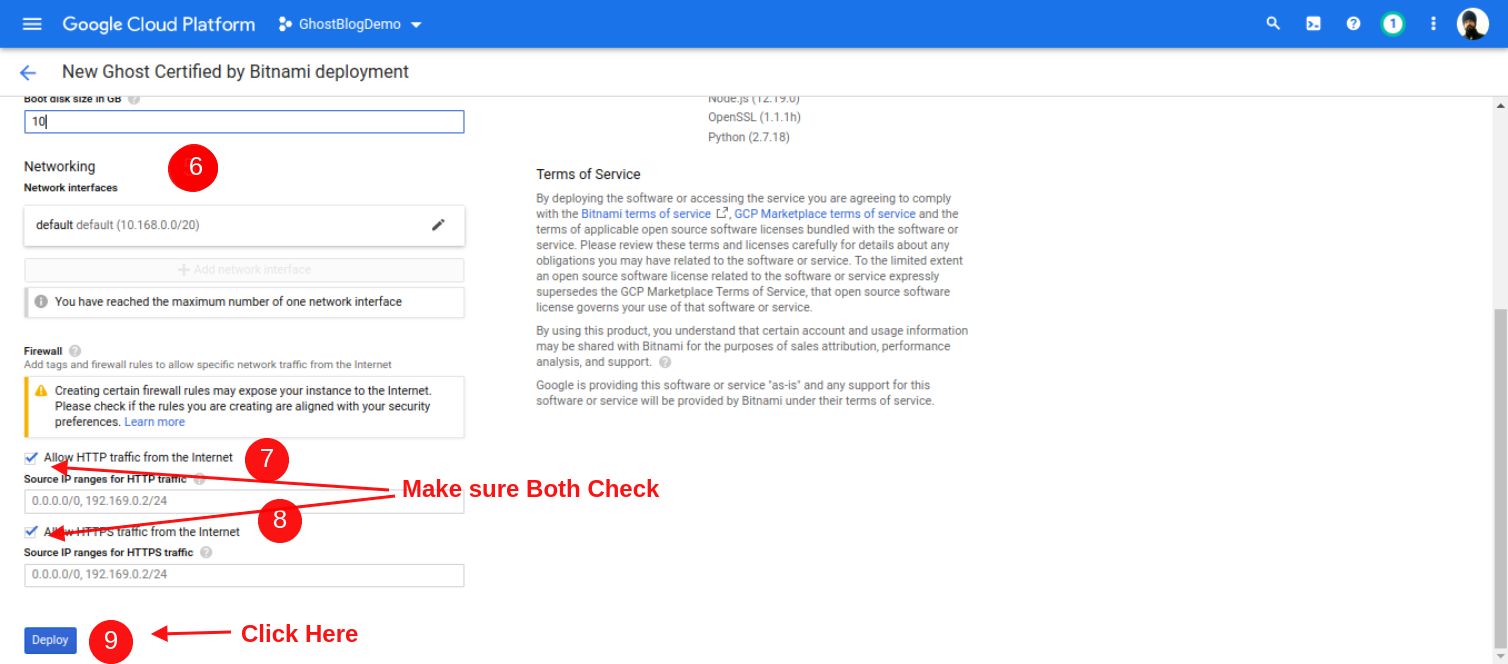 Google Cloud Platform
GhostBlogDemo
1
New Ghost Certified by Bitnami deployment
Boot disk size in GB ?
10
Networking
6
Network interfaces
default default (10.168.0.0/20)
+ Add network interface
You have reached the maximum number of one network interface
Firewall ?
Add tags and firewall rules to allow specific network traffic from the Internet
Creating certain firewall rules may expose your instance to the Internet.
Please check if the rules you are creating are aligned with your security
preferences. Learn more
Allow HTTP traffic from the Internet
7
Source IP ranges for HTTP traffic ?
0.0.0.0/0, 192.169.0.2/24
Make sure Both Check
8
Allow HTTPS traffic from the Internet
Source IP ranges for HTTPS traffic ?
0.0.0.0/0, 192.169.0.2/24
Deploy
9
Click Here
Node.js (12.19.0)
OpenSSL (1.1.1h)
Python (2.7.18)
Terms of Service
By deploying the software or accessing the service you are agreeing to comply
with the Bitnami terms of service , GCP Marketplace terms of service and the
terms of applicable open source software licenses bundled with the software or
service. Please review these terms and licenses carefully for details about any
obligations you may have related to the software or service. To the limited extent
an open source software license related to the software or service expressly
supersedes the GCP Marketplace Terms of Service, that open source software
license governs your use of that software or service.
By using this product, you understand that certain account and usage information
may be shared with Bitnami for the purposes of sales attribution, performance
analysis, and support. ?
Google is providing this software or service "as-is" and any support for this
software or service will be provided by Bitnami under their terms of service.